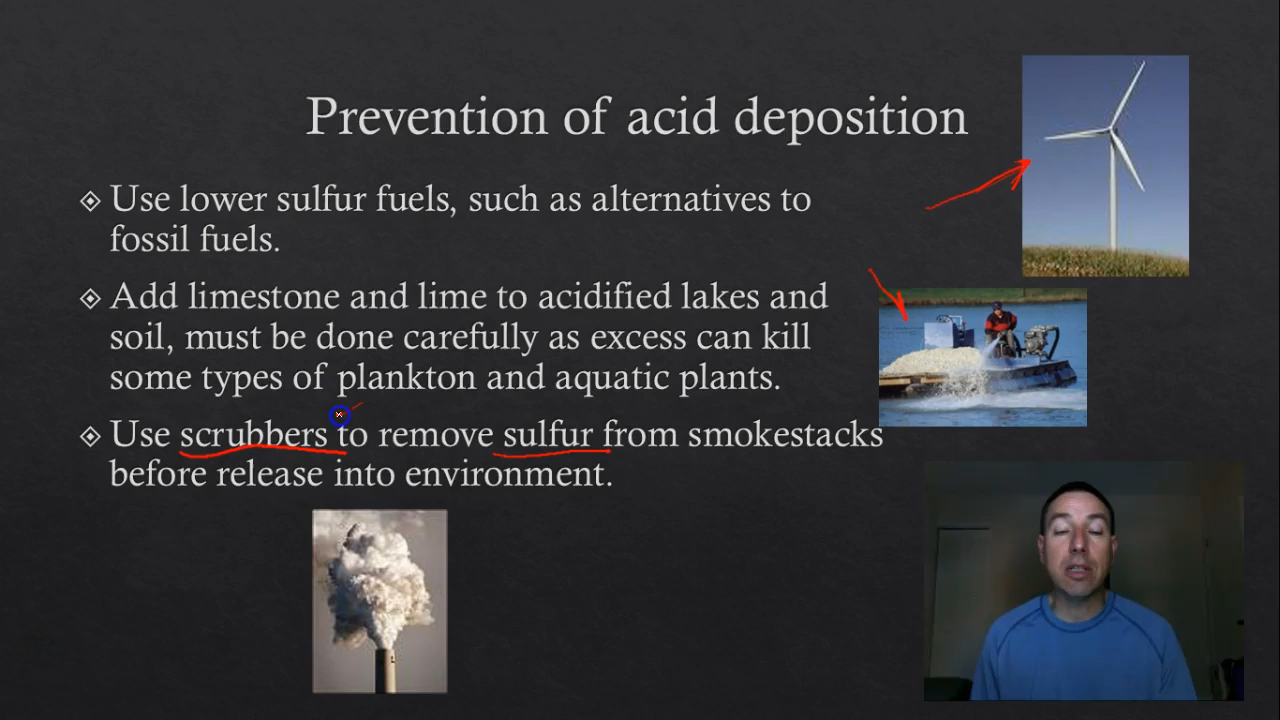 Prevention of acid deposition
Use lower sulfur fuels, such as alternatives to
fossil fuels.
Add limestone and lime to acidified lakes and
soil, must be done carefully as excess can kill
some types of plankton and aquatic plants.
Use scrubbers to remove sulfur from smokestacks
before release into environment.